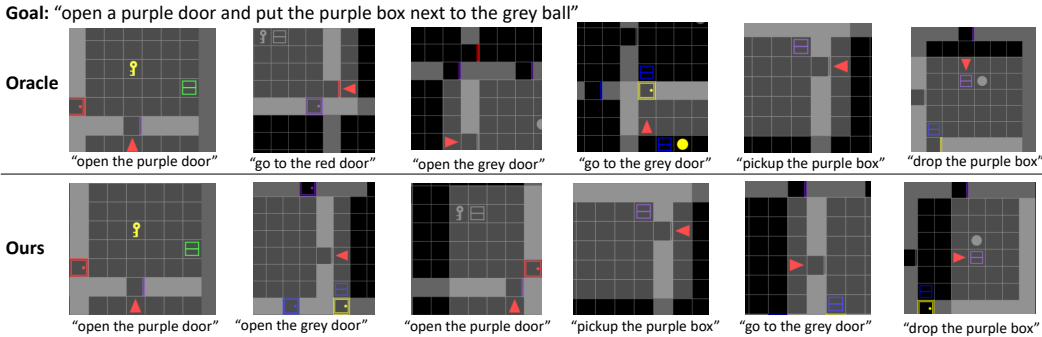 Goal: “open a purple door and put the purple box next to the grey ball”
Oracle
“open the purple door” “go to the red door” “open the grey door” “go to the grey door” “pickup the purple box” “drop the purple box”
Ours
“open the purple door” “open the grey door” “open the purple door” “pickup the purple box” “go to the grey door” “drop the purple box”